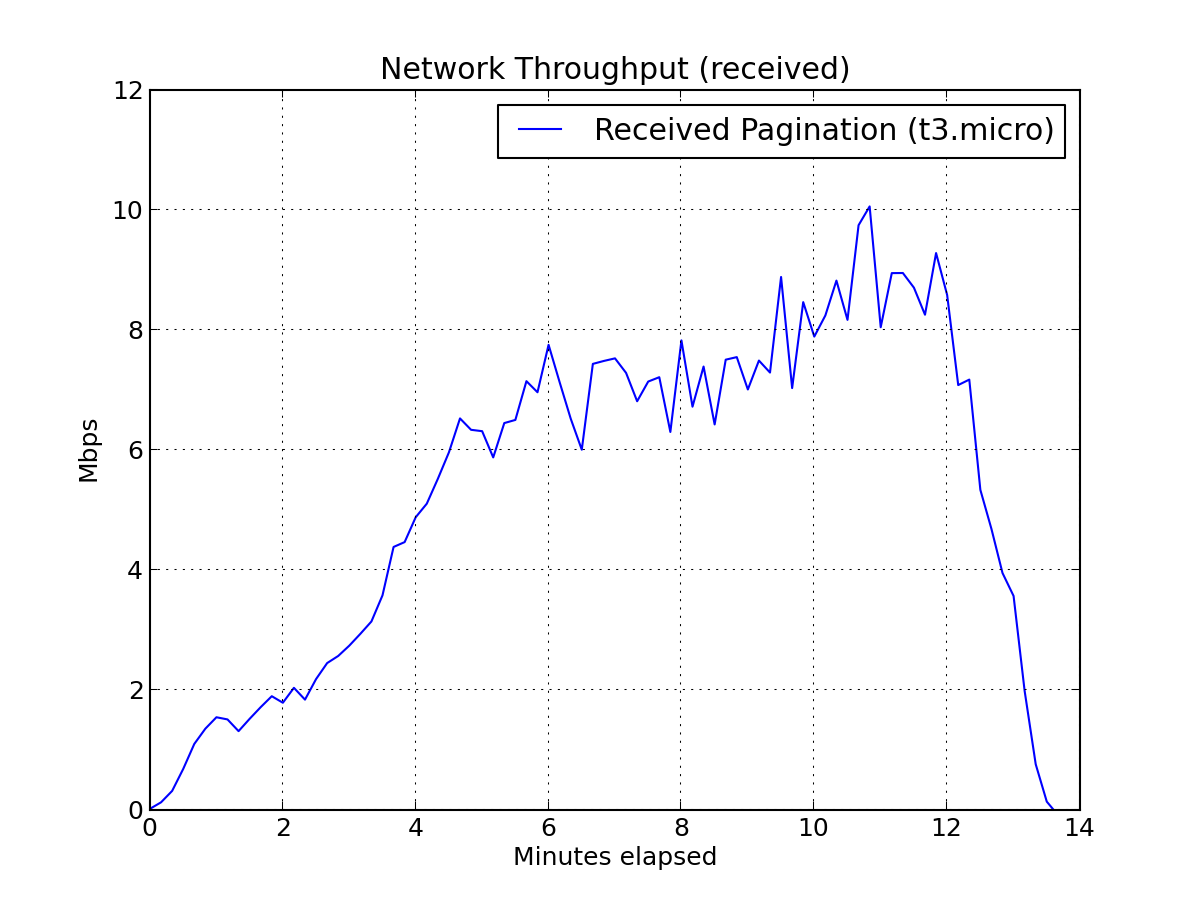 Network Throughput (received)
Received Pagination (t3.micro)
12
10
8
6
4
2
0
Mbps
0 2 4 6 8 10 12 14
Minutes elapsed